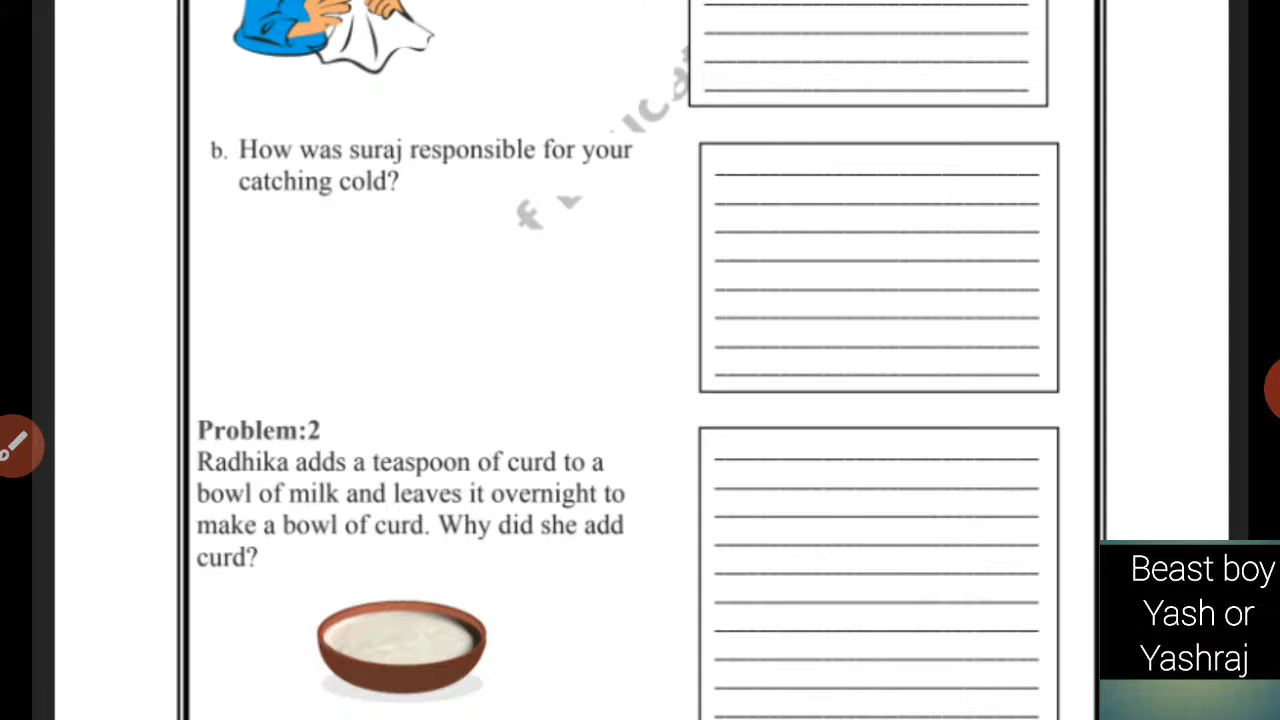 b. How was suraj responsible for your
catching cold?
Problem:2
Radhika adds a teaspoon of curd to a
bowl of milk and leaves it overnight to
make a bowl of curd. Why did she add
curd?
Beast boy
Yash or
Yashraj